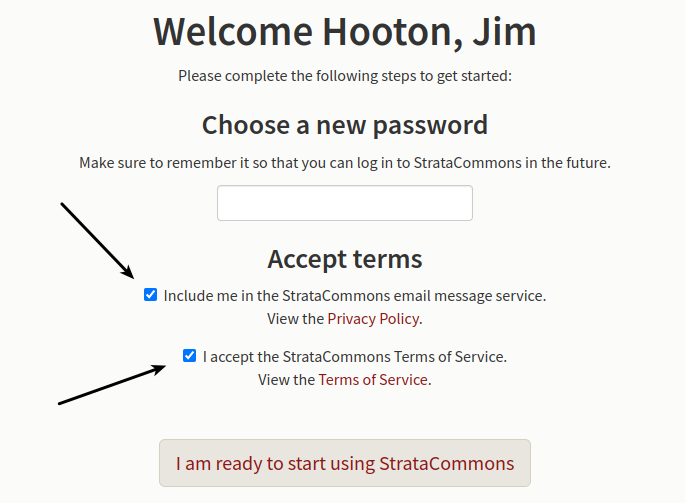 Welcome Hooton, Jim
Please complete the following steps to get started:
Choose a new password
Make sure to remember it so that you can log in to StrataCommons in the future.
Accept terms
Include me in the StrataCommons email message service.
View the Privacy Policy.
I accept the StrataCommons Terms of Service.
View the Terms of Service.
I am ready to start using StrataCommons